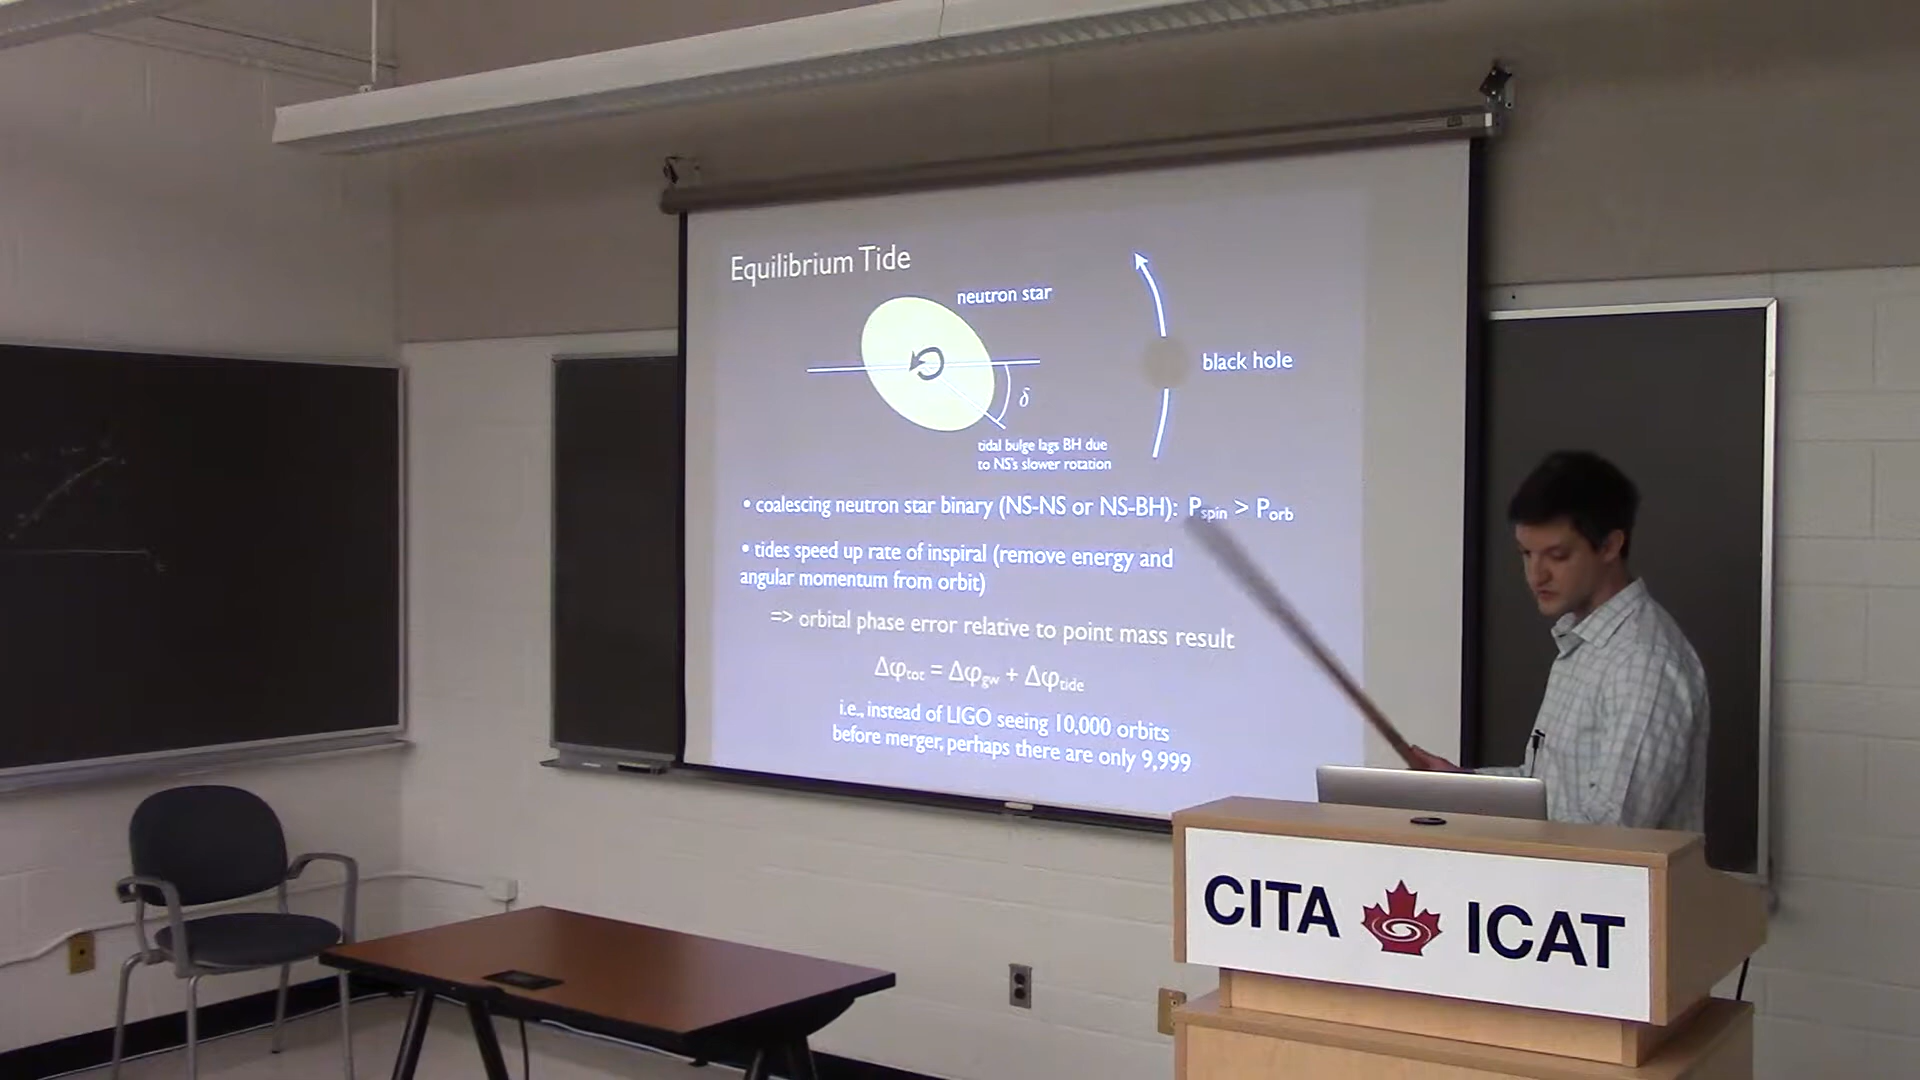 Equilibrium Tide
neutron star
black hole
δ
tidal bulge lags BH due
to NS's slower rotation
• coalescing neutron star binary (NS-NS or NS-BH): Pspin > Porb
• tides speed up rate of inspiral (remove energy and
angular momentum from orbit)
=> orbital phase error relative to point mass result
Δφtot = Δφgw + Δφtide
i.e., instead of LIGO seeing 10,000 orbits
before merger, perhaps there are only 9,999
CITA ICAT